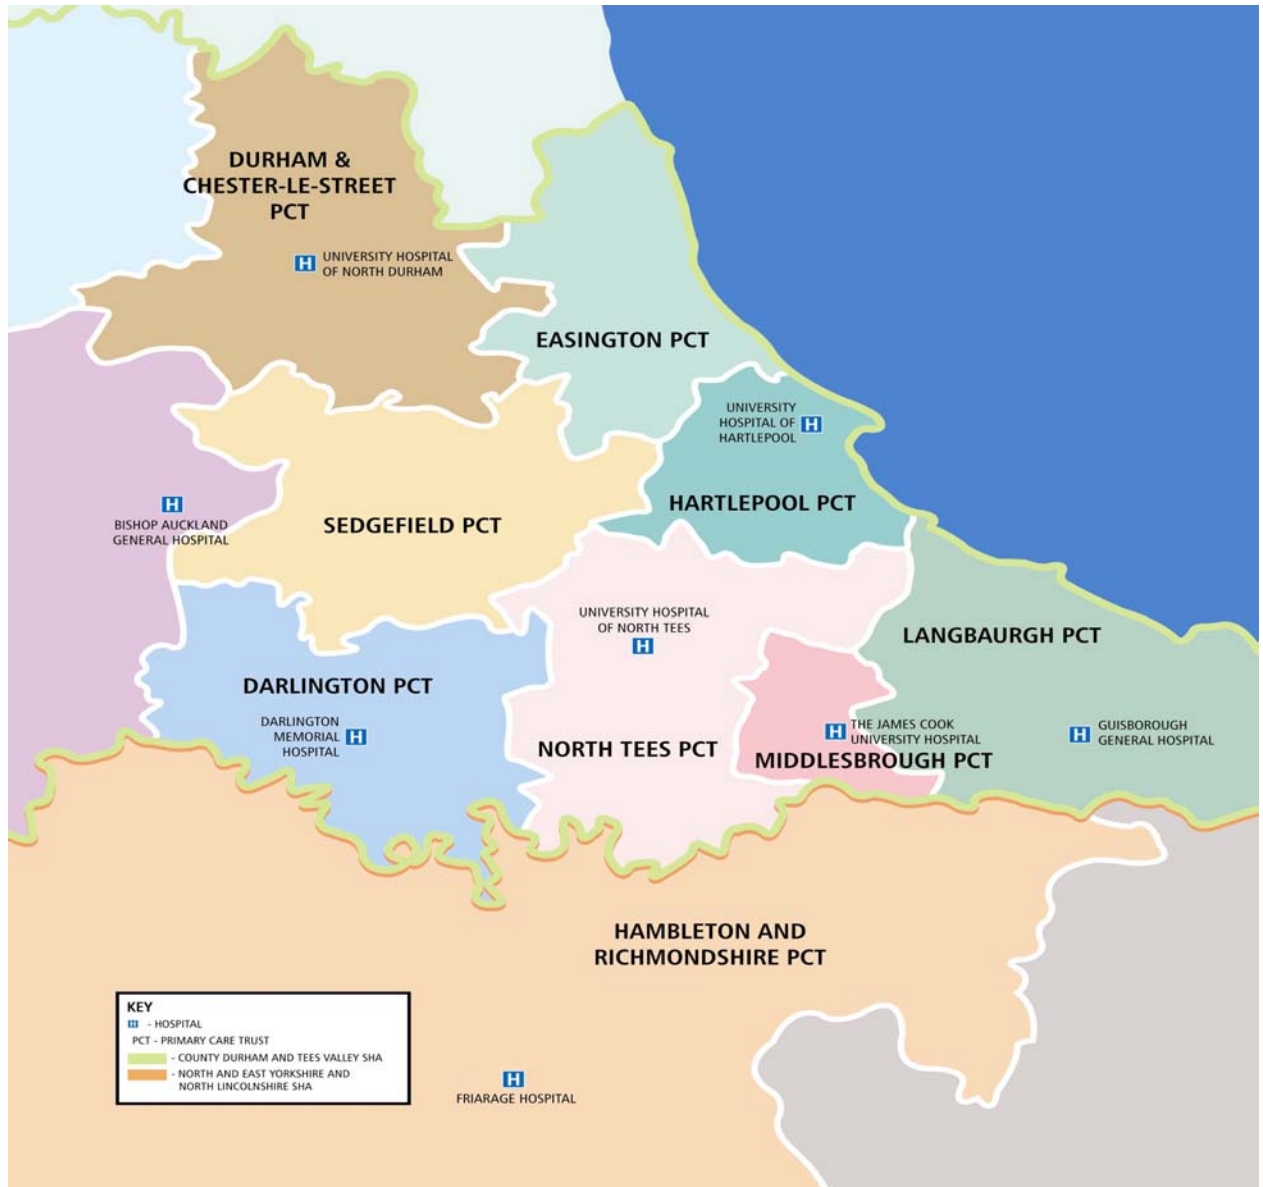 DURHAM &
CHESTER-LE-STREET
PCT
H
UNIVERSITY HOSPITAL
OF NORTH DURHAM
EASINGTON PCT
UNIVERSITY
HOSPITAL OF
HARTLEPOOL
H
HARTLEPOOL PCT
H
BISHOP AUCKLAND
GENERAL HOSPITAL
SEDGEFIELD PCT
UNIVERSITY HOSPITAL
OF NORTH TEES
H
LANGBAURGH PCT
DARLINGTON PCT
DARLINGTON
MEMORIAL
HOSPITAL
H
NORTH TEES PCT
H
THE JAMES COOK
UNIVERSITY HOSPITAL
MIDDLESBROUGH PCT
H
GUISBOROUGH
GENERAL HOSPITAL
HAMBLETON AND
RICHMONDSHIRE PCT
KEY
H - HOSPITAL
PCT - PRIMARY CARE TRUST
- COUNTY DURHAM AND TEES VALLEY SHA
- NORTH AND EAST YORKSHIRE AND
NORTH LINCOLNSHIRE SHA
H
FRIARAGE HOSPITAL